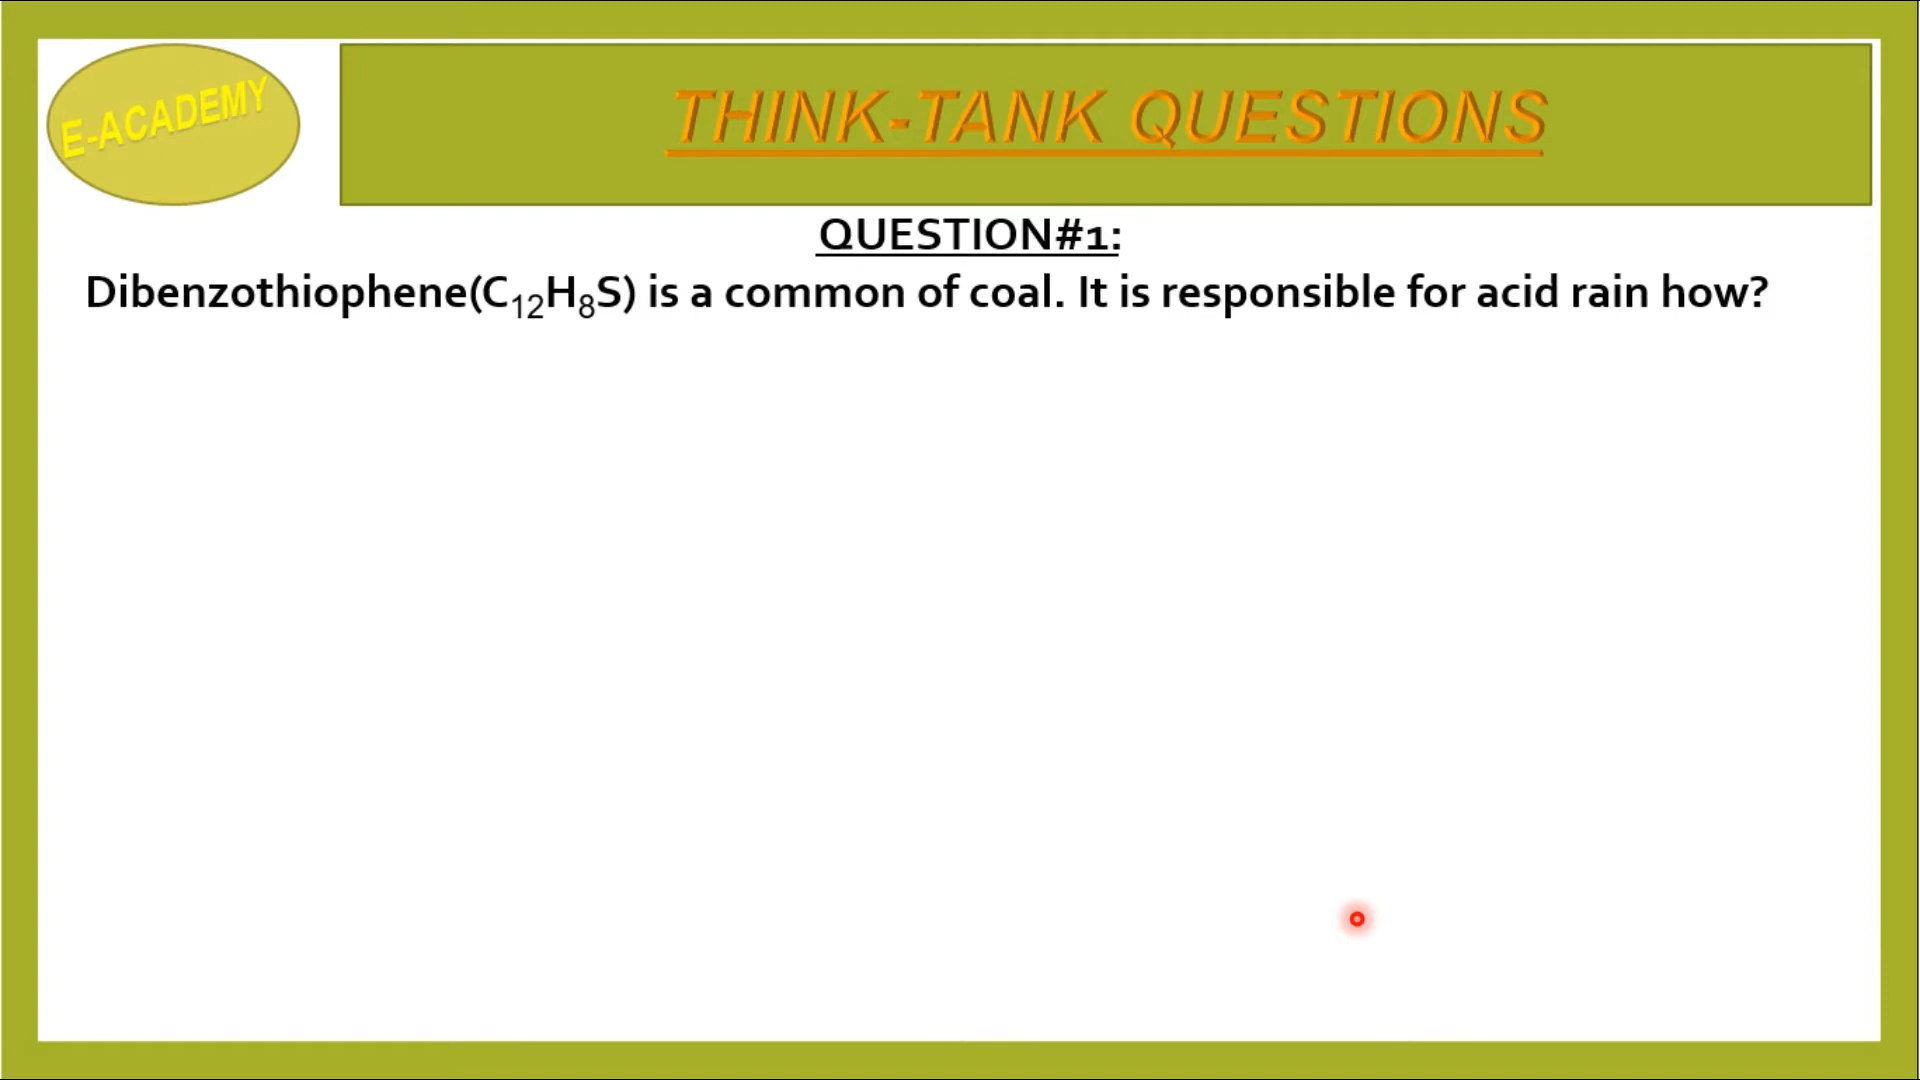 E-ACADEMY
THINK-TANK QUESTIONS
QUESTION#1:
Dibenzothiophene(C₁₂H₈S) is a common of coal. It is responsible for acid rain how?